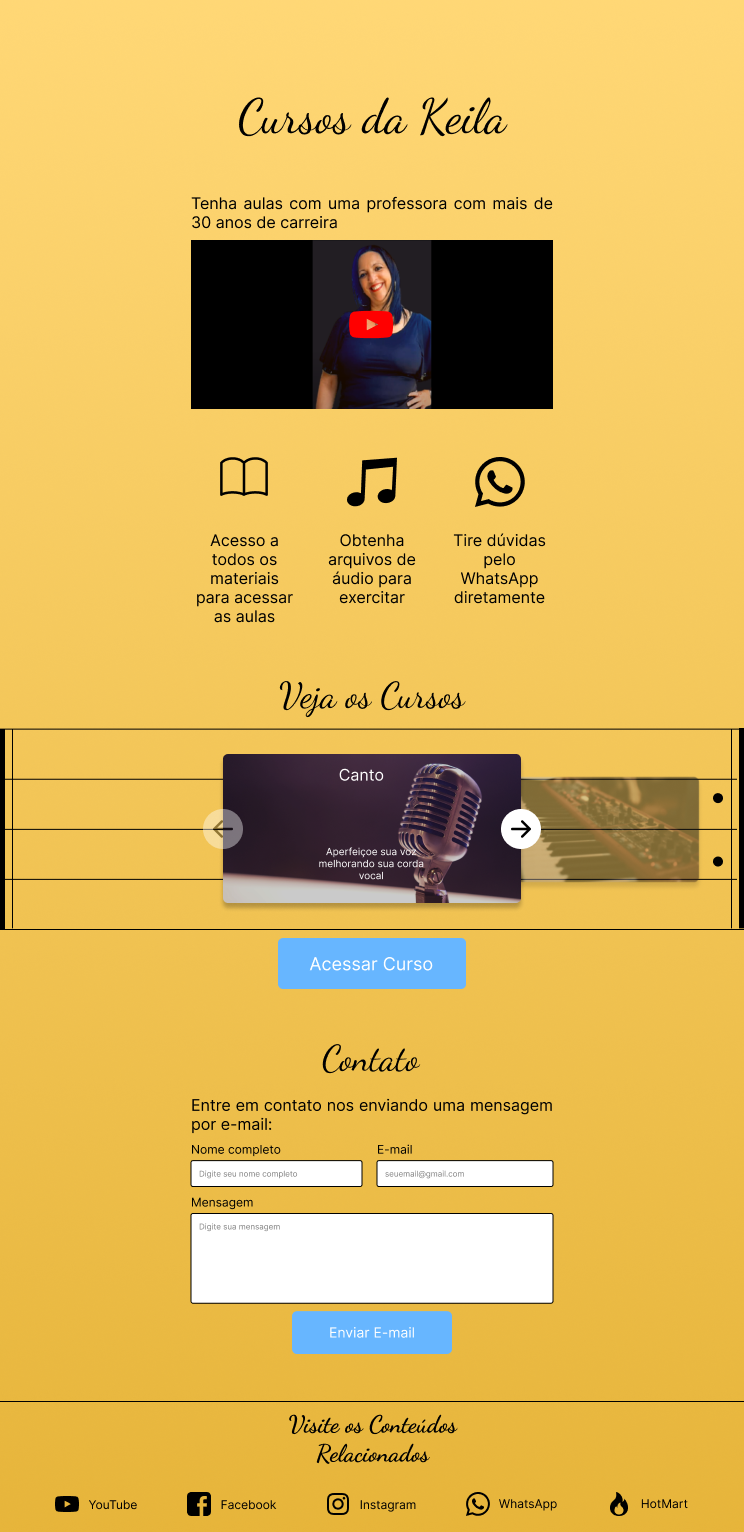 Cursos da Keila
Tenha aulas com uma professora com mais de
30 anos de carreira
Acesso a
todos os
materiais
para acessar
as aulas
Obtenha
arquivos de
áudio para
exercitar
Tire dúvidas
pelo
WhatsApp
diretamente
Veja os Cursos
Canto
Aperfeiçoe sua voz
melhorando sua corda
vocal
Acessar Curso
Contato
Entre em contato nos enviando uma mensagem
por e-mail:
Nome completo
E-mail
Digite seu nome completo
seuemail@gmail.com
Mensagem
Digite sua mensagem
Enviar E-mail
Visite os Conteúdos
Relacionados
YouTube
Facebook
Instagram
WhatsApp
HotMart